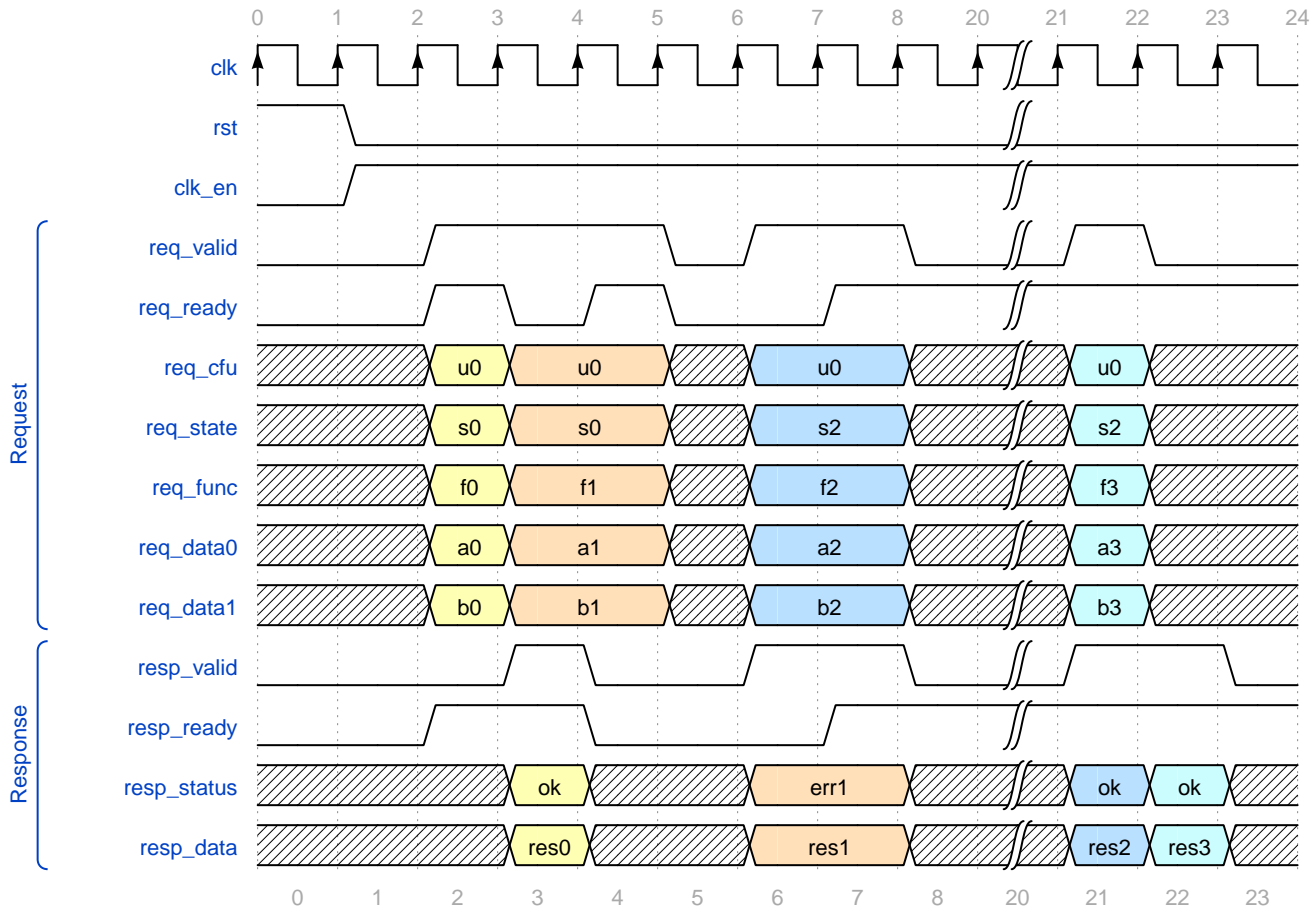 0 1 2 3 4 5 6 7 8 20 21 22 23 24
clk
rst
clk_en
req_valid
req_ready
req_cfu u0 u0 u0 u0
req_state s0 s0 s2 s2
req_func f0 f1 f2 f3
req_data0 a0 a1 a2 a3
req_data1 b0 b1 b2 b3
Request
resp_valid
resp_ready
resp_status ok err1 ok ok
resp_data res0 res1 res2 res3
Response
0 1 2 3 4 5 6 7 8 20 21 22 23